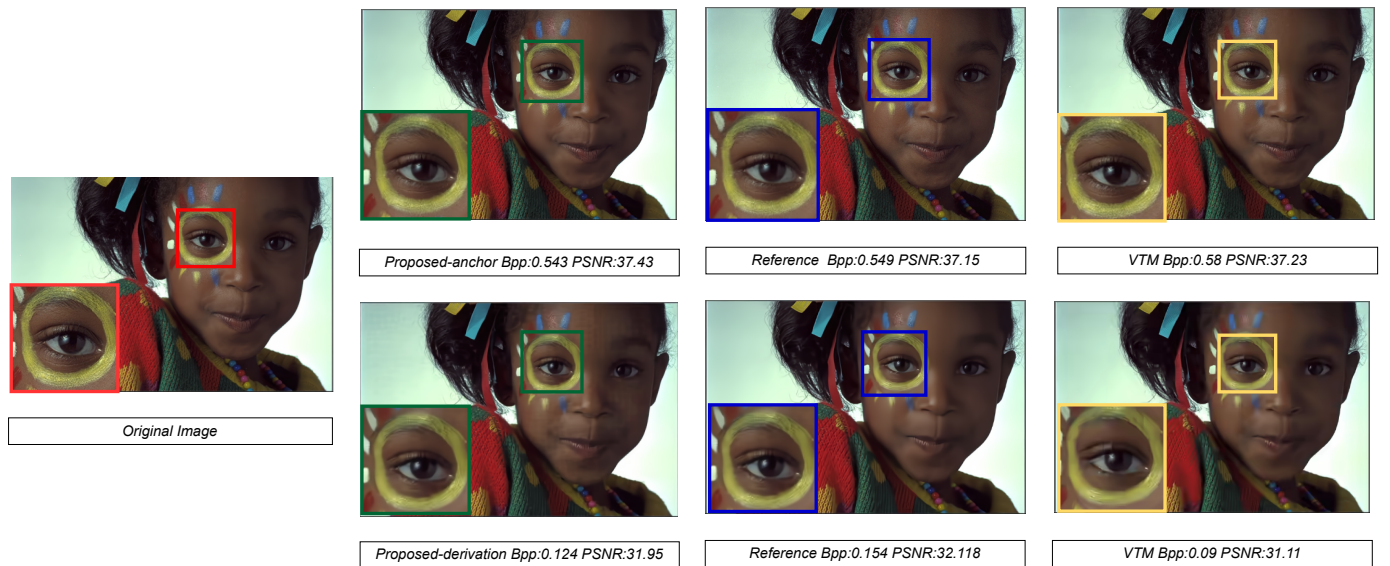 Proposed-anchor Bpp:0.543 PSNR:37.43
Reference Bpp:0.549 PSNR:37.15
VTM Bpp:0.58 PSNR:37.23
Original Image
Proposed-derivation Bpp:0.124 PSNR:31.95
Reference Bpp:0.154 PSNR:32.118
VTM Bpp:0.09 PSNR:31.11